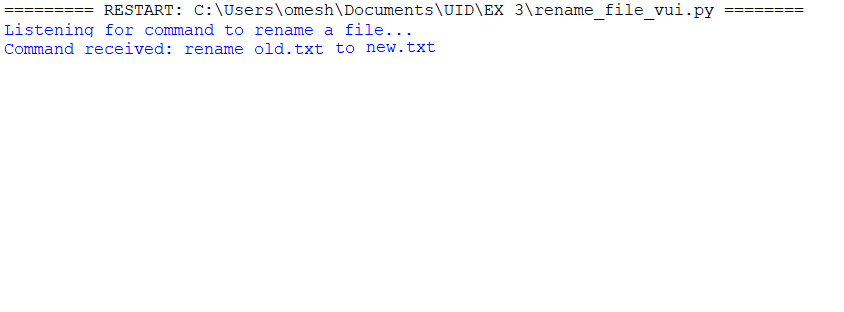 ========= RESTART: C:\Users\omesh\Documents\UID\EX 3\rename_file_vui.py ========
Listening for command to rename a file...
Command received: rename old.txt to new.txt